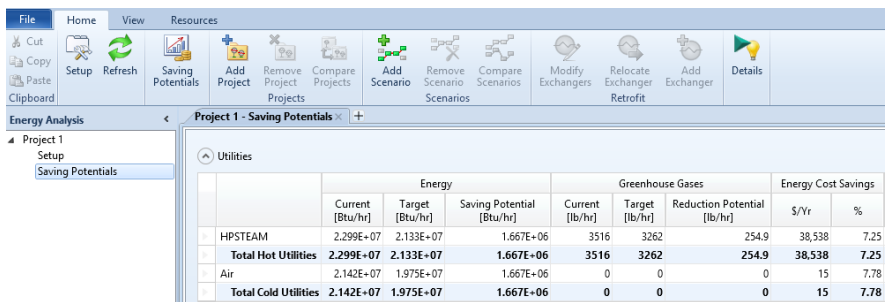 File Home View Resources
Cut
Copy
Paste
Clipboard
Setup Refresh
Saving Potentials
Add Project Remove Project Compare Projects
Projects
Add Scenario Remove Scenario Compare Scenarios
Scenarios
Modify Exchangers Relocate Exchanger Add Exchanger
Retrofit
Details
Energy Analysis <
Project 1
Setup
Saving Potentials
Project 1 - Saving Potentials × +
Utilities
Energy Greenhouse Gases Energy Cost Savings
Current [Btu/hr] Target [Btu/hr] Saving Potential [Btu/hr] Current [lb/hr] Target [lb/hr] Reduction Potential [lb/hr] $/Yr %
HPSTEAM 2.299E+07 2.133E+07 1.667E+06 3516 3262 254.9 38,538 7.25
Total Hot Utilities 2.299E+07 2.133E+07 1.667E+06 3516 3262 254.9 38,538 7.25
Air 2.142E+07 1.975E+07 1.667E+06 0 0 0 15 7.78
Total Cold Utilities 2.142E+07 1.975E+07 1.667E+06 0 0 0 15 7.78